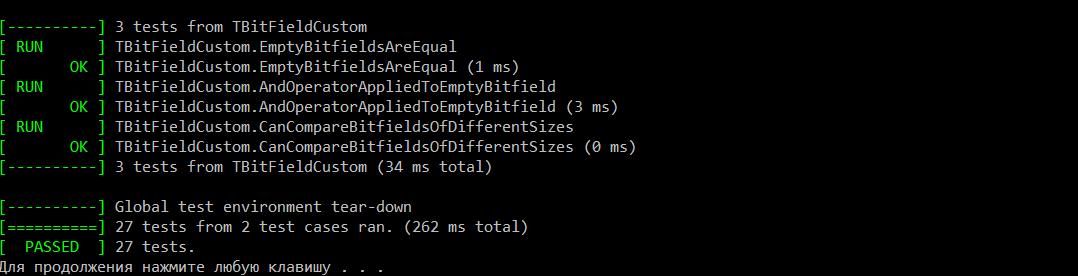 [----------] 3 tests from TBitFieldCustom
[ RUN      ] TBitFieldCustom.EmptyBitfieldsAreEqual
[       OK ] TBitFieldCustom.EmptyBitfieldsAreEqual (1 ms)
[ RUN      ] TBitFieldCustom.AndOperatorAppliedToEmptyBitfield
[       OK ] TBitFieldCustom.AndOperatorAppliedToEmptyBitfield (3 ms)
[ RUN      ] TBitFieldCustom.CanCompareBitfieldsOfDifferentSizes
[       OK ] TBitFieldCustom.CanCompareBitfieldsOfDifferentSizes (0 ms)
[----------] 3 tests from TBitFieldCustom (34 ms total)
[----------] Global test environment tear-down
[==========] 27 tests from 2 test cases ran. (262 ms total)
[  PASSED  ] 27 tests.
Для продолжения нажмите любую клавишу . . .